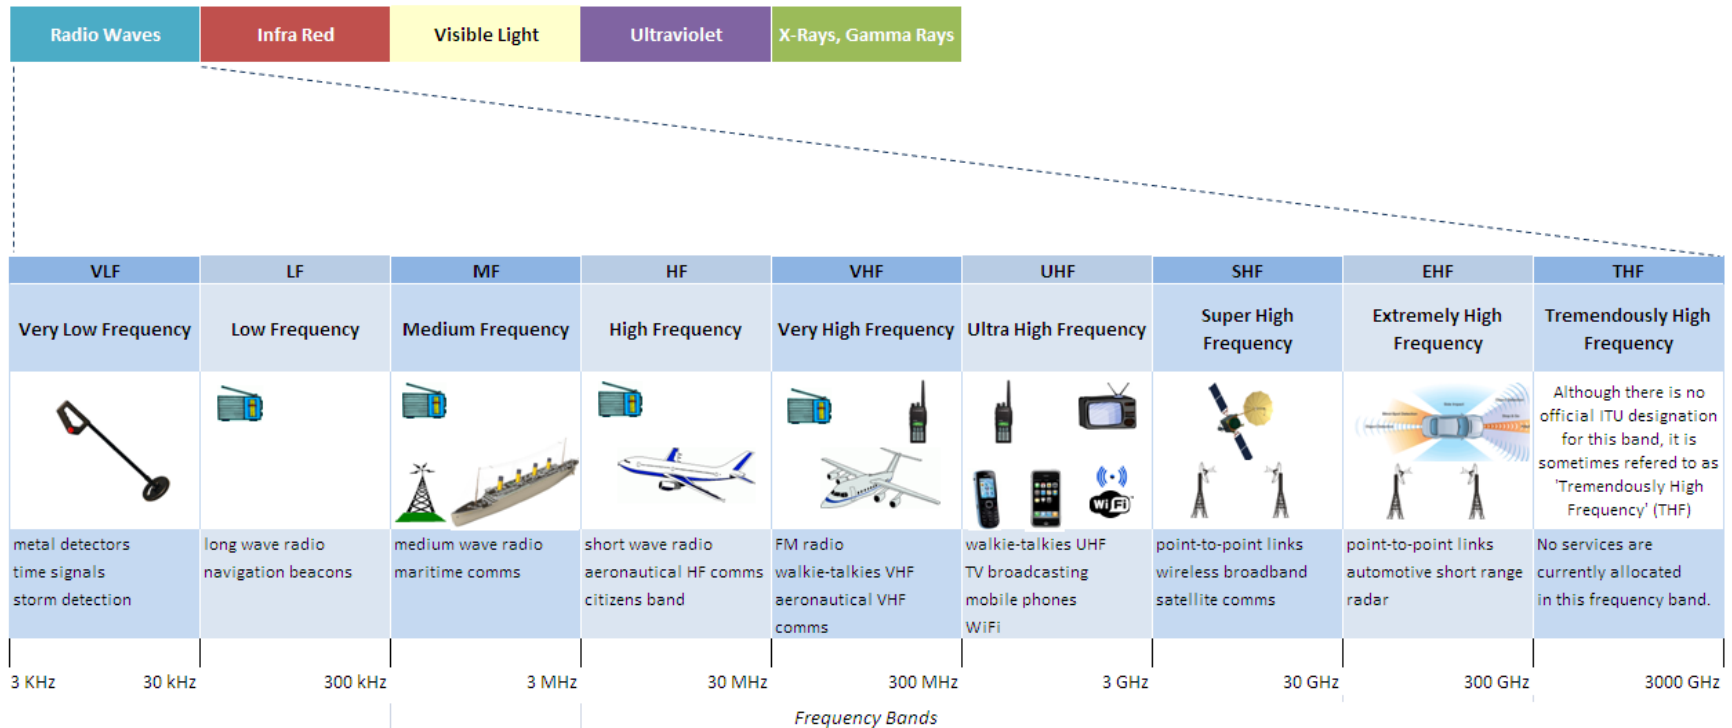 Radio Waves
Infra Red
Visible Light
Ultraviolet
X-Rays, Gamma Rays
VLF
LF
MF
HF
VHF
UHF
SHF
EHF
THF
Very Low Frequency
Low Frequency
Medium Frequency
High Frequency
Very High Frequency
Ultra High Frequency
Super High
Frequency
Extremely High
Frequency
Tremendously High
Frequency
WiFi
Although there is no
official ITU designation
for this band, it is
sometimes refered to as
'Tremendously High
Frequency' (THF)
metal detectors
time signals
storm detection
long wave radio
navigation beacons
medium wave radio
maritime comms
short wave radio
aeronautical HF comms
citizens band
FM radio
walkie-talkies VHF
aeronautical VHF
comms
walkie-talkies UHF
TV broadcasting
mobile phones
WiFi
point-to-point links
wireless broadband
satellite comms
point-to-point links
automotive short range
radar
No services are
currently allocated
in this frequency band.
3 KHz
30 kHz
300 kHz
3 MHz
30 MHz
300 MHz
3 GHz
30 GHz
300 GHz
3000 GHz
Frequency Bands